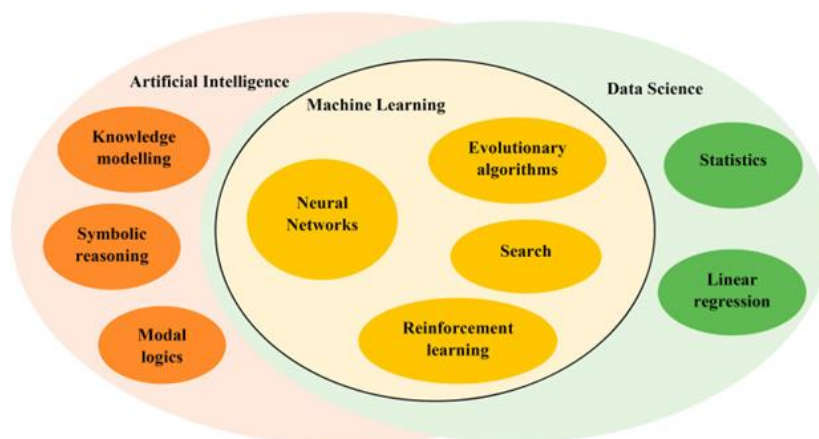 Artificial Intelligence
Knowledge
modelling
Symbolic
reasoning
Modal
logics
Machine Learning
Neural
Networks
Evolutionary
algorithms
Search
Reinforcement
learning
Data Science
Statistics
Linear
regression